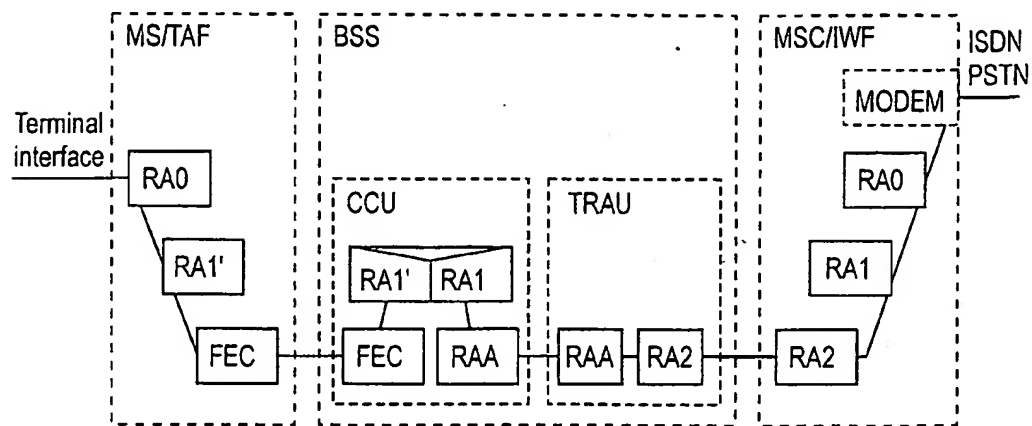 MS/TAF
BSS
MSC/IWF
ISDN
PSTN
MODEM
Terminal
interface
RA0
RA1'
FEC
CCU
RA1'
RA1
FEC
RAA
TRAU
RAA
RA2
RA0
RA1
RA2